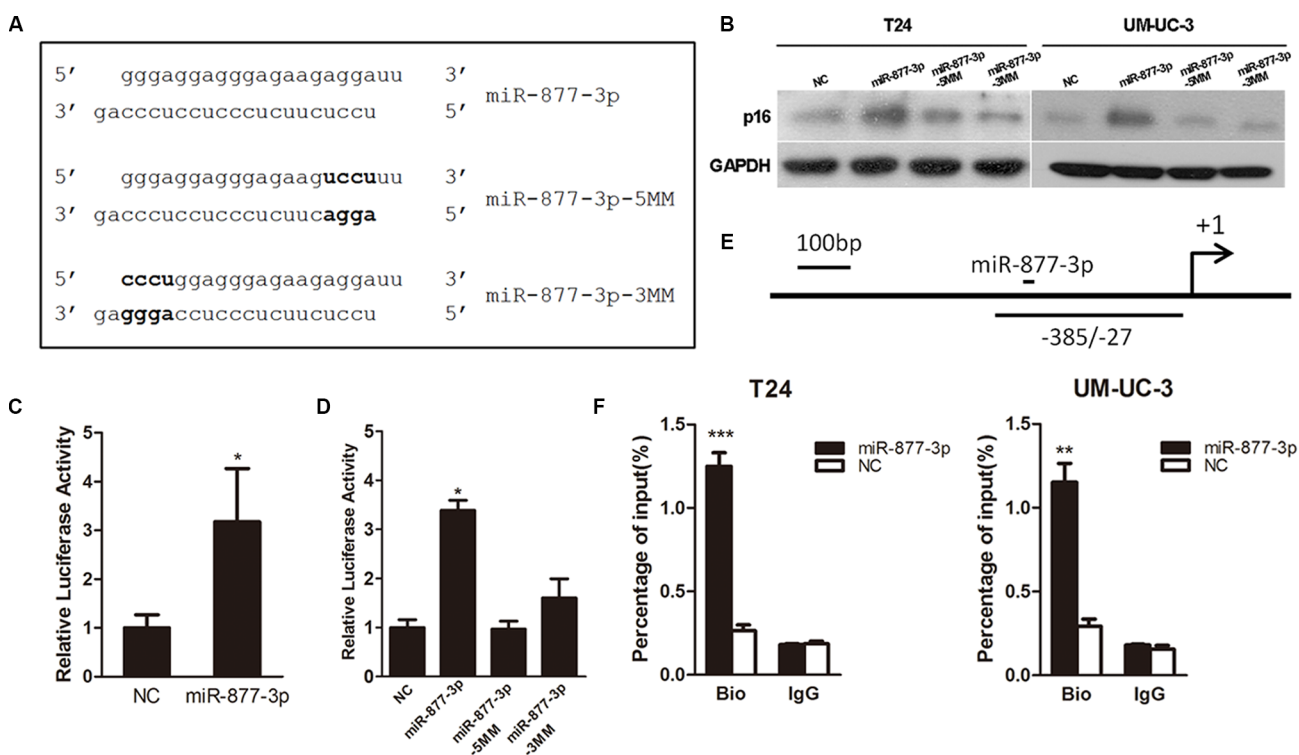 A
5′ gggaggagggagaagaggauu 3′
miR-877-3p
3′ gacccuccucccucuucuccu 5′
5′ gggaggagggagaaguccuuu 3′
miR-877-3p-5MM
3′ gacccuccucccucuucagga 5′
5′ cccuggagggagaagaggauu 3′
miR-877-3p-3MM
3′ gagggaccucccucuucuccu 5′
B
T24
UM-UC-3
NC
miR-877-3p
miR-877-3p
-5MM
miR-877-3p
-3MM
NC
miR-877-3p
miR-877-3p
-5MM
miR-877-3p
-3MM
p16
GAPDH
E
100bp
miR-877-3p
+1
-385/-27
C
Relative Luciferase Activity
5
4
3
2
1
0
*
NC
miR-877-3p
D
Relative Luciferase Activity
5
4
3
2
1
0
*
NC
miR-877-3p
miR-877-3p
-5MM
miR-877-3p
-3MM
F
T24
Percentage of input(%)
1.5
1.0
0.5
0.0
***
miR-877-3p
NC
Bio
IgG
UM-UC-3
Percentage of input(%)
1.5
1.0
0.5
0.0
**
miR-877-3p
NC
Bio
IgG